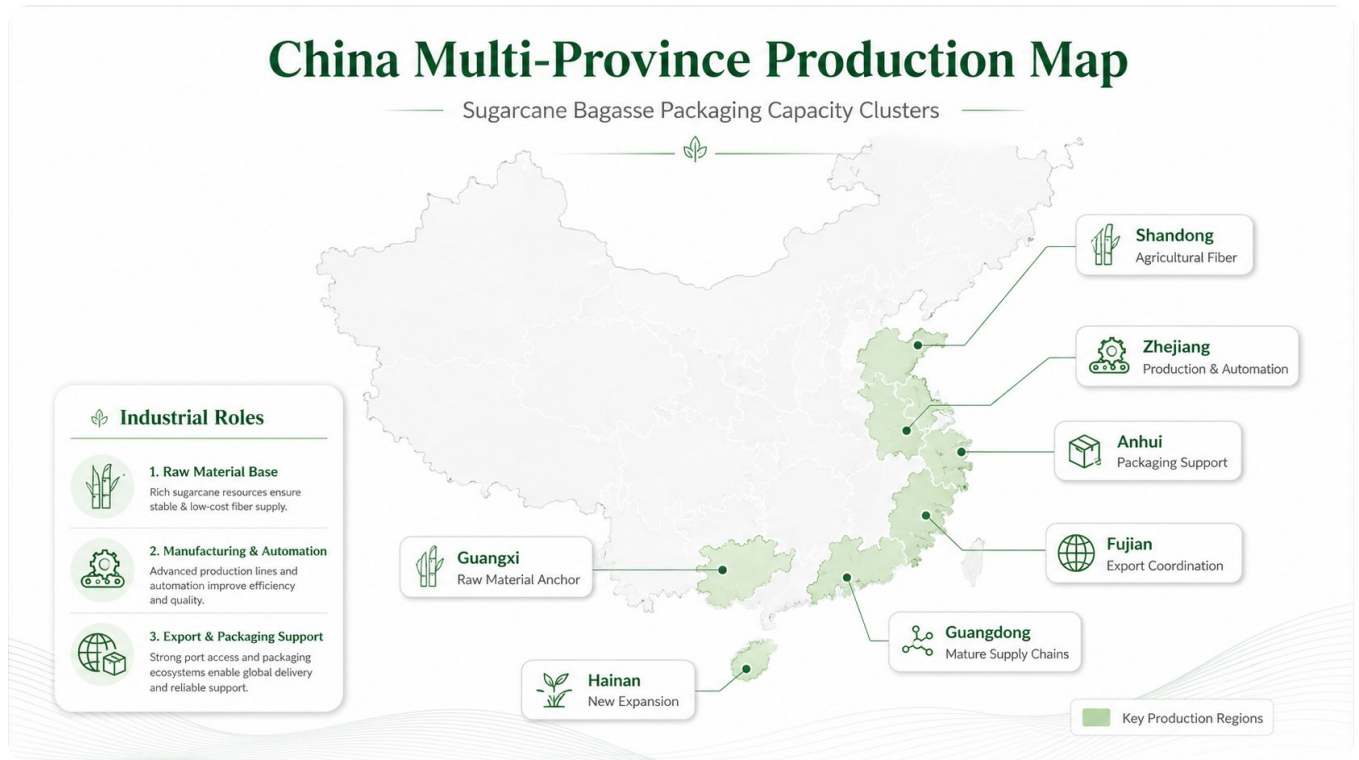 China Multi-Province Production Map
Sugarcane Bagasse Packaging Capacity Clusters
Shandong
Agricultural Fiber
Zhejiang
Production & Automation
Anhui
Packaging Support
Fujian
Export Coordination
Guangdong
Mature Supply Chains
Guangxi
Raw Material Anchor
Hainan
New Expansion
Industrial Roles
1. Raw Material Base
Rich sugarcane resources ensure
stable & low-cost fiber supply.
2. Manufacturing & Automation
Advanced production lines and
automation improve efficiency
and quality.
3. Export & Packaging Support
Strong port access and packaging
ecosystems enable global delivery
and reliable support.
Key Production Regions